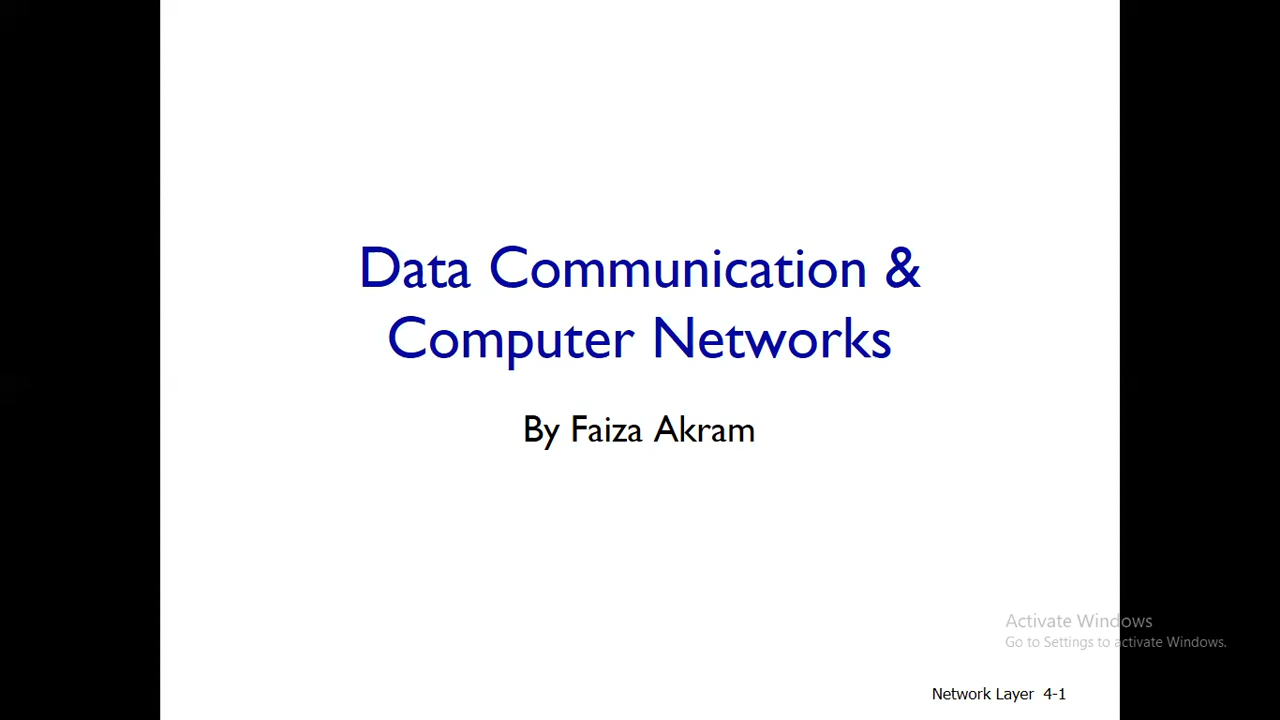 Data Communication &
Computer Networks
By Faiza Akram
Activate Windows
Go to Settings to activate Windows.
Network Layer 4-1